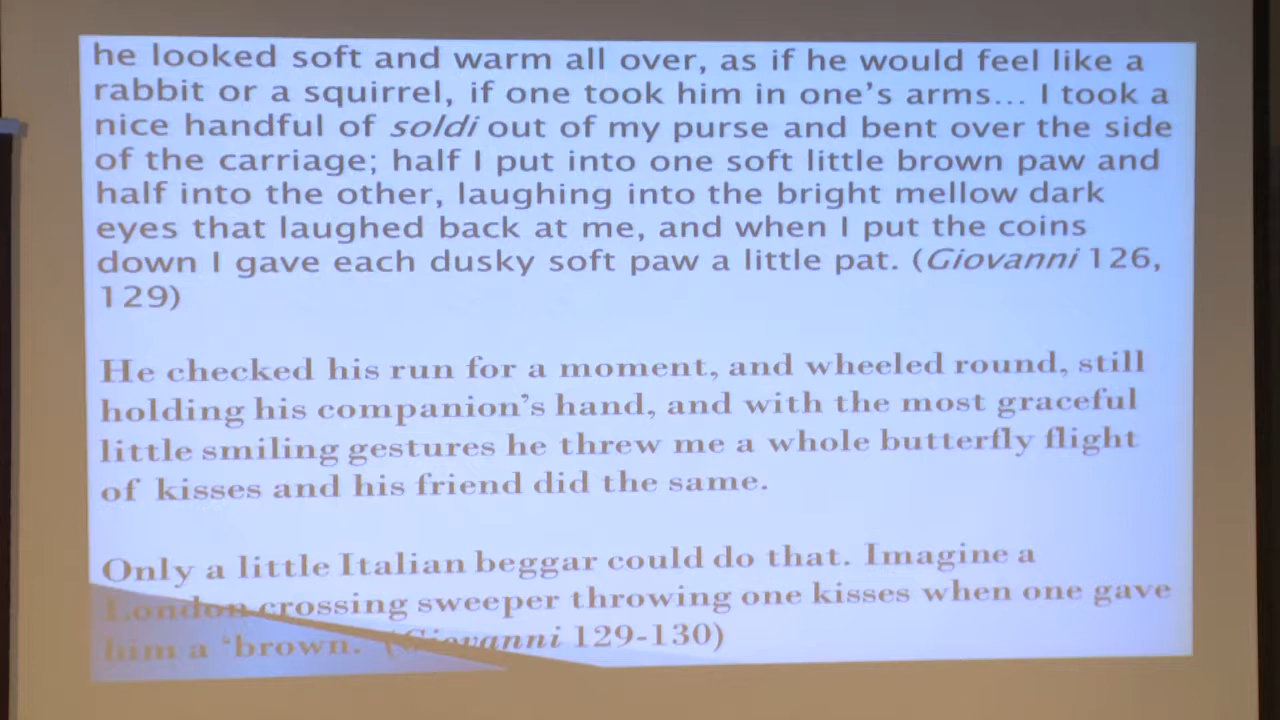 he looked soft and warm all over, as if he would feel like a
rabbit or a squirrel, if one took him in one's arms... I took a
nice handful of soldi out of my purse and bent over the side
of the carriage; half I put into one soft little brown paw and
half into the other, laughing into the bright mellow dark
eyes that laughed back at me, and when I put the coins
down I gave each dusky soft paw a little pat. (Giovanni 126,
129)
He checked his run for a moment, and wheeled round, still
holding his companion's hand, and with the most graceful
little smiling gestures he threw me a whole butterfly flight
of kisses and his friend did the same.
Only a little Italian beggar could do that. Imagine a
London crossing sweeper throwing one kisses when one gave
him a 'brown. (Giovanni 129-130)